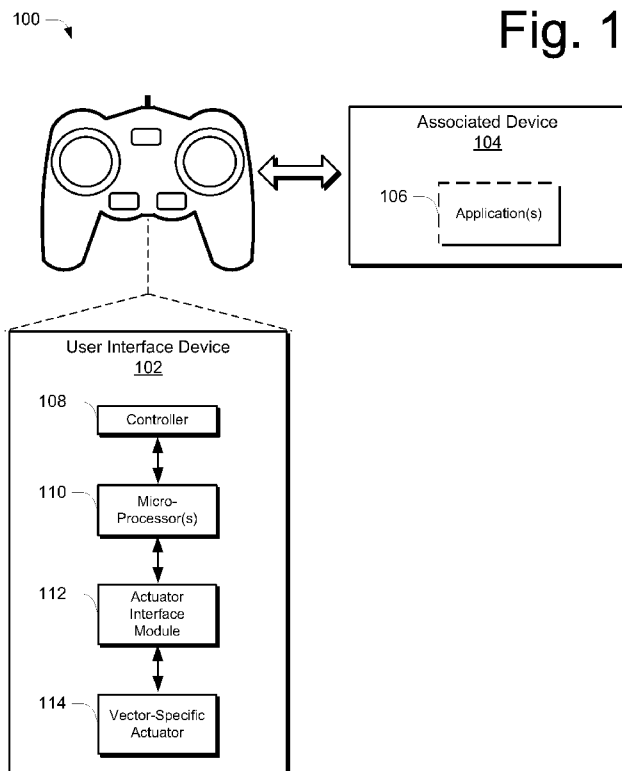 100
Fig. 1
Associated Device
104
106
Application(s)
User Interface Device
102
108
Controller
110
Micro-
Processor(s)
112
Actuator
Interface
Module
114
Vector-Specific
Actuator